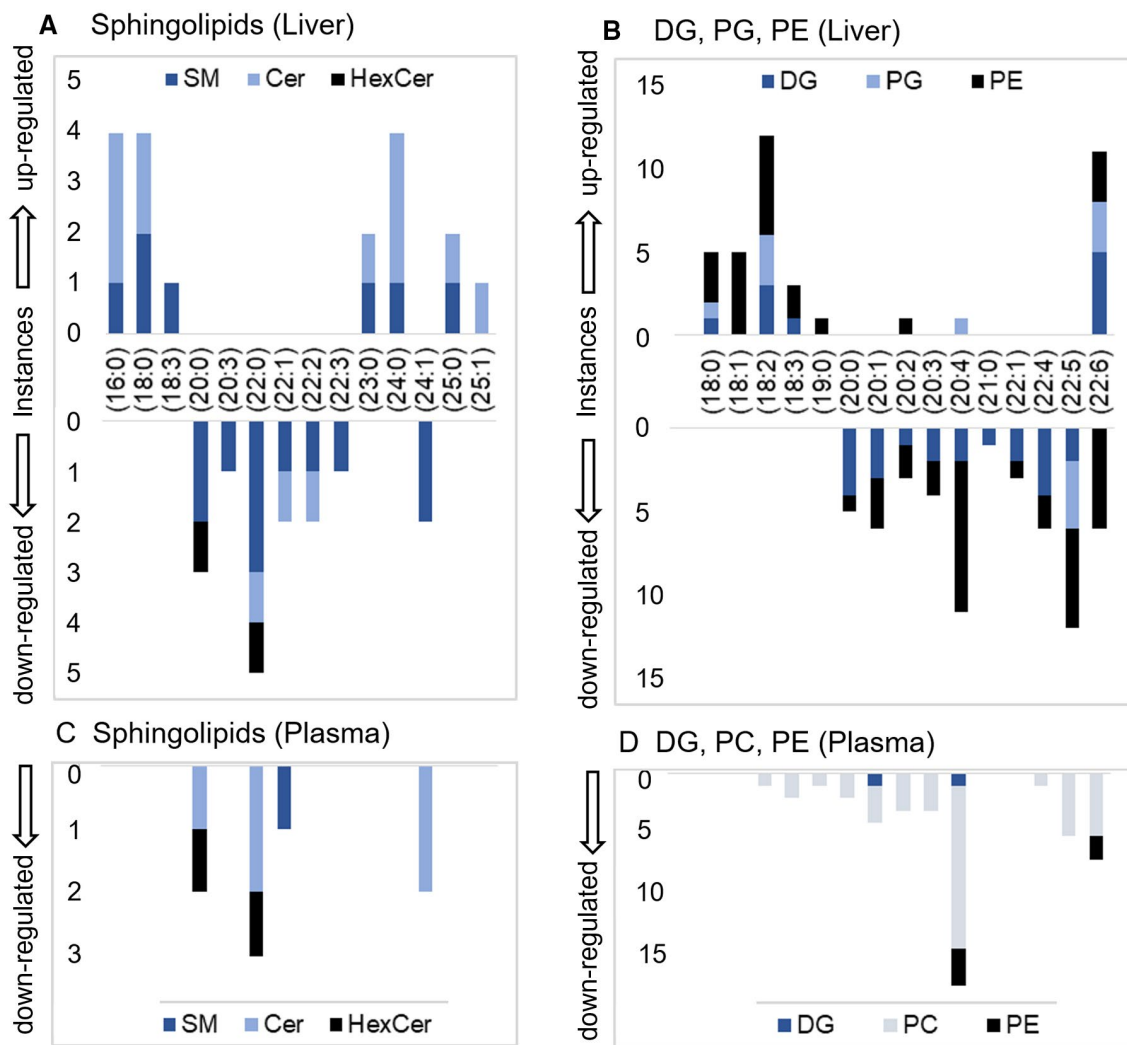 A Sphingolipids (Liver)
up-regulated
Instances
down-regulated
SM Cer HexCer
5
4
3
2
1
0
(16:0) (18:0) (18:3) (20:0) (20:3) (22:0) (22:1) (22:2) (22:3) (23:0) (24:0) (24:1) (25:0) (25:1)
0
1
2
3
4
5
B DG, PG, PE (Liver)
up-regulated
Instances
down-regulated
DG PG PE
15
10
5
0
(18:0) (18:1) (18:2) (18:3) (19:0) (20:0) (20:1) (20:2) (20:3) (20:4) (21:0) (22:1) (22:4) (22:5) (22:6)
0
5
10
15
C Sphingolipids (Plasma)
down-regulated
0
1
2
3
SM Cer HexCer
D DG, PC, PE (Plasma)
down-regulated
0
5
10
15
DG PC PE